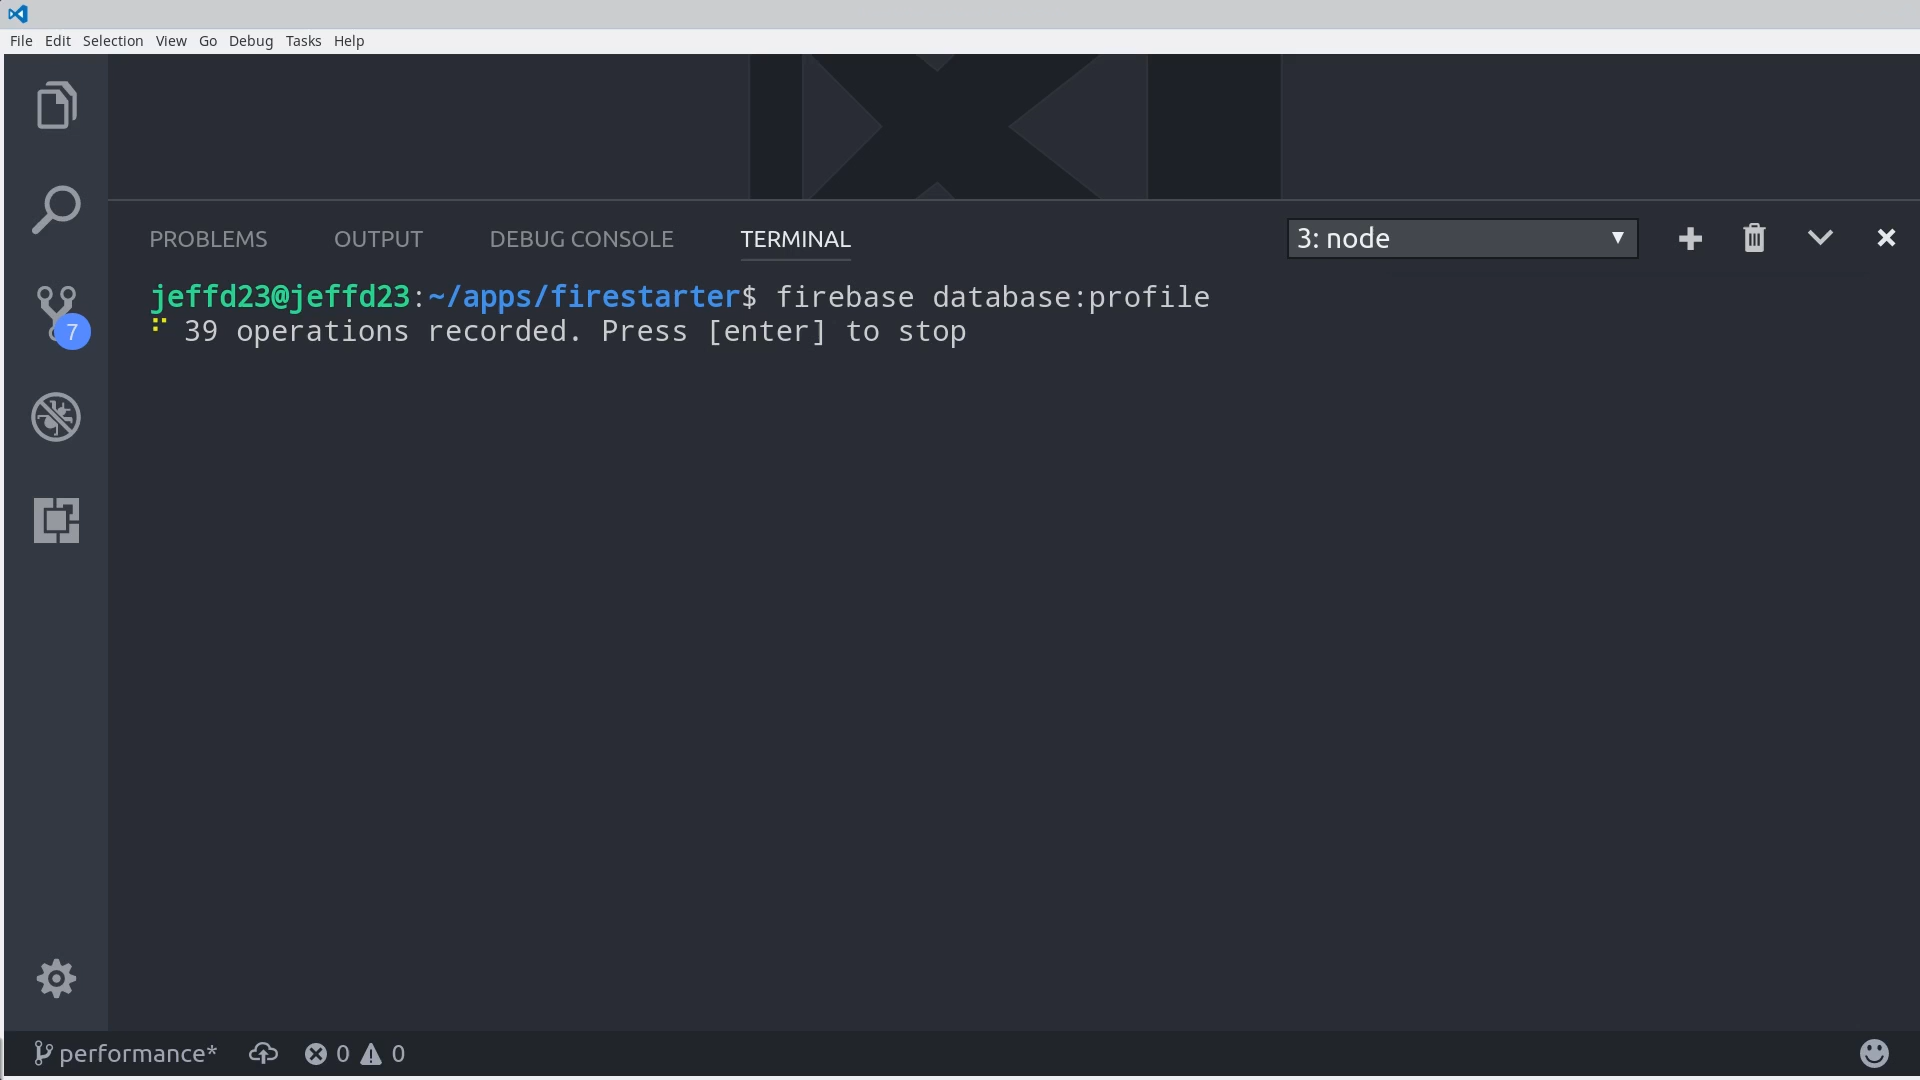 File Edit Selection View Go Debug Tasks Help
PROBLEMS OUTPUT DEBUG CONSOLE TERMINAL 3: node
jeffd23@jeffd23:~/apps/firestarter$ firebase database:profile
39 operations recorded. Press [enter] to stop
7
performance* 0 0